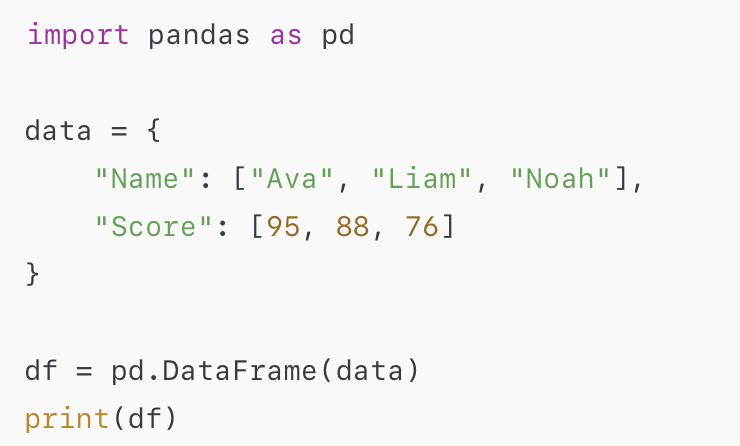 import pandas as pd
data = {
    "Name": ["Ava", "Liam", "Noah"],
    "Score": [95, 88, 76]
}
df = pd.DataFrame(data)
print(df)